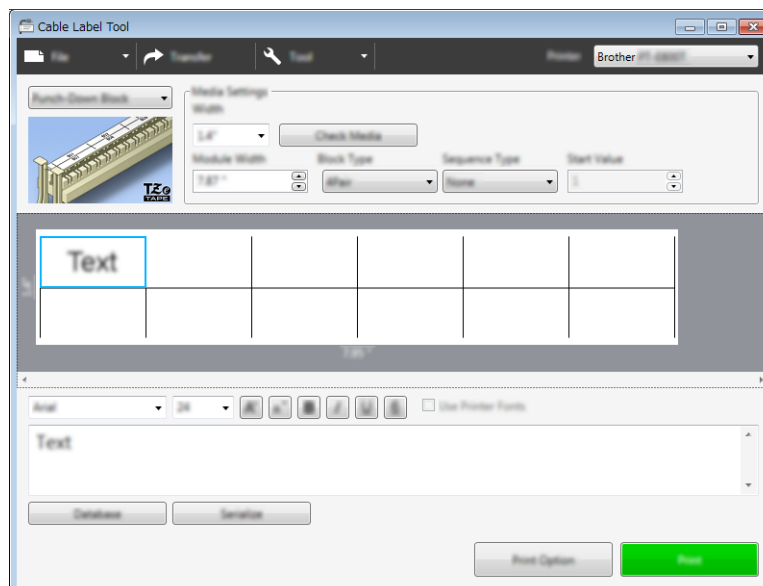 Cable Label Tool
File Transfer Tool Printer Brother
Punch-Down Block
Media Settings
Width
1.4" Check Media
Module Width Block Type Sequence Type Start Value
7.87 " 4Pair None 1
TZe
TAPE
Text
7.85 "
Arial 24 B I U Use Printer Fonts
Text
Database Serialize
Print Option Print